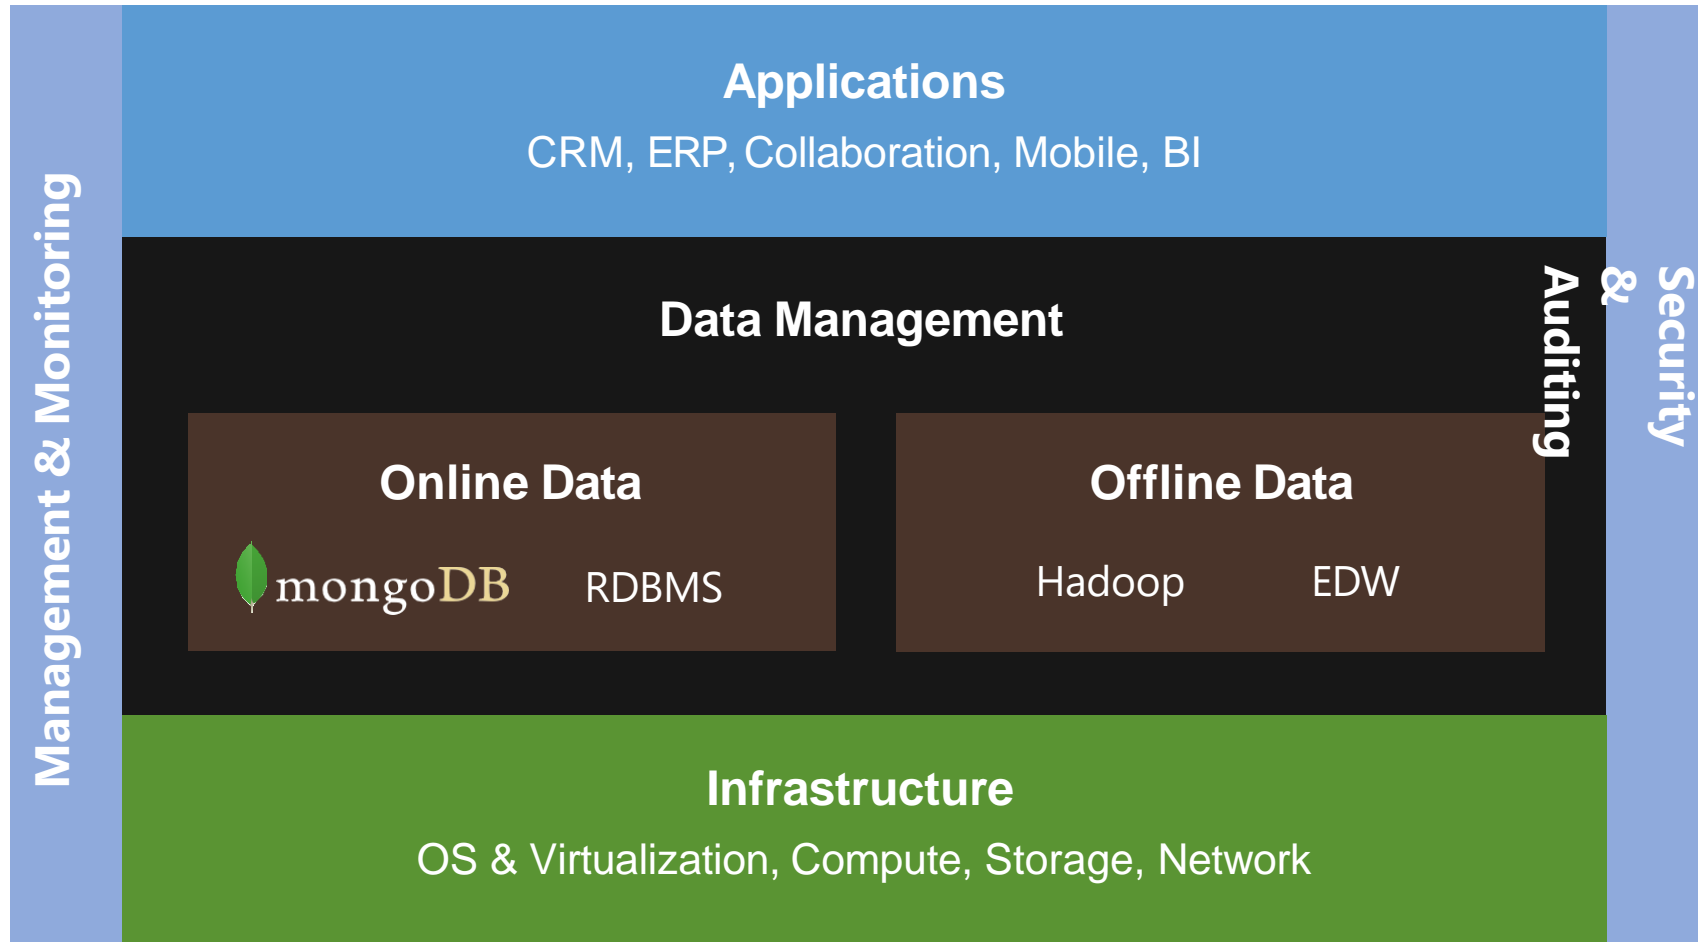 Management & Monitoring
Applications
CRM, ERP, Collaboration, Mobile, BI
Data Management
Online Data
mongoDB
RDBMS
Offline Data
Hadoop
EDW
Infrastructure
OS & Virtualization, Compute, Storage, Network
Security
&
Auditing